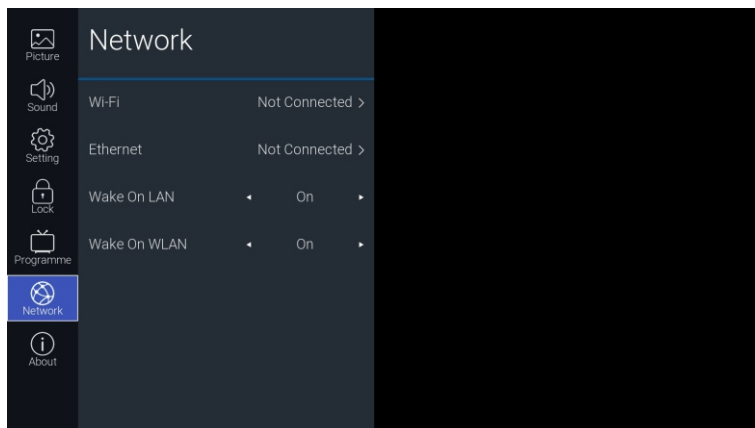 Picture
Sound
Setting
Lock
Programme
Network
About
Network
Wi-Fi Not Connected >
Ethernet Not Connected >
Wake On LAN ◂ On ▸
Wake On WLAN ◂ On ▸